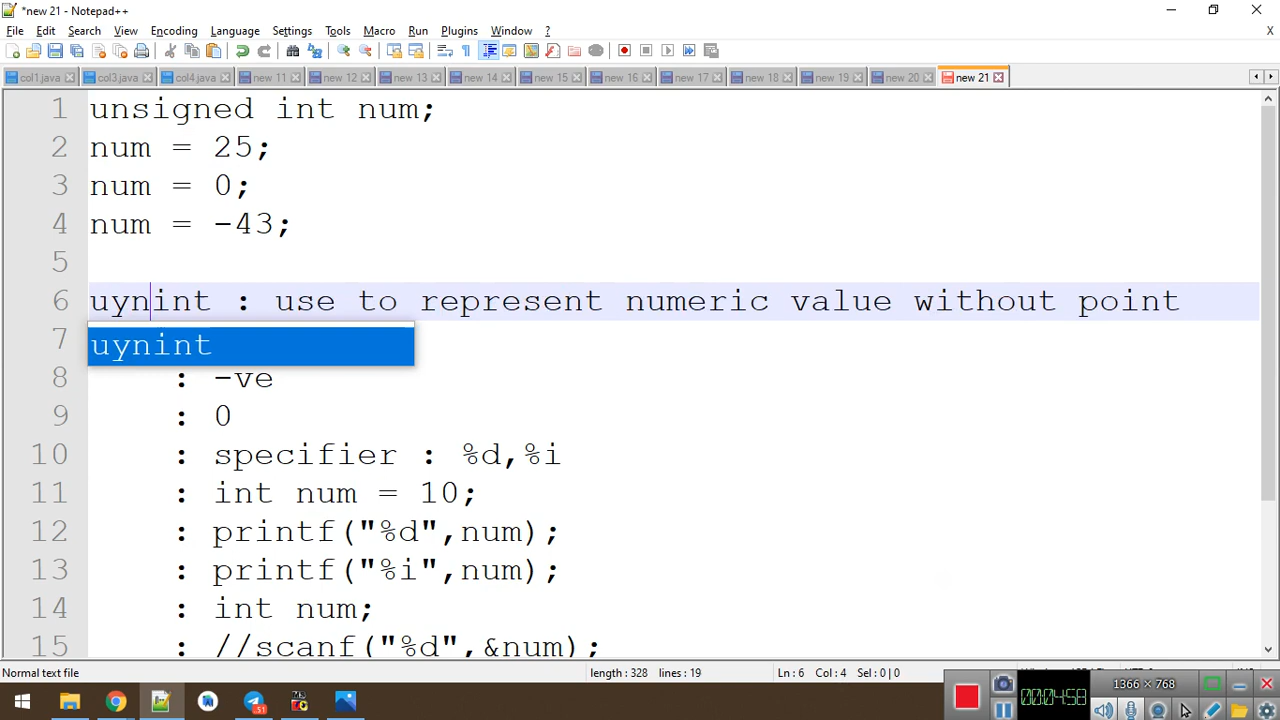 *new 21 - Notepad++
File Edit Search View Encoding Language Settings Tools Macro Run Plugins Window ?
X
col1.java col3.java col4.java new 11 new 12 new 13 new 14 new 15 new 16 new 17 new 18 new 19 new 20 new 21
1 unsigned int num;
2 num = 25;
3 num = 0;
4 num = -43;
5
6 uynint : use to represent numeric value without point
7 uynint
8 : -ve
9 : 0
10 : specifier : %d,%i
11 : int num = 10;
12 : printf("%d",num);
13 : printf("%i",num);
14 : int num;
15 : //scanf("%d",&num);
Normal text file length : 328 lines : 19 Ln : 6 Col : 4 Sel : 0 | 0
51
00:04:58
1366 × 768